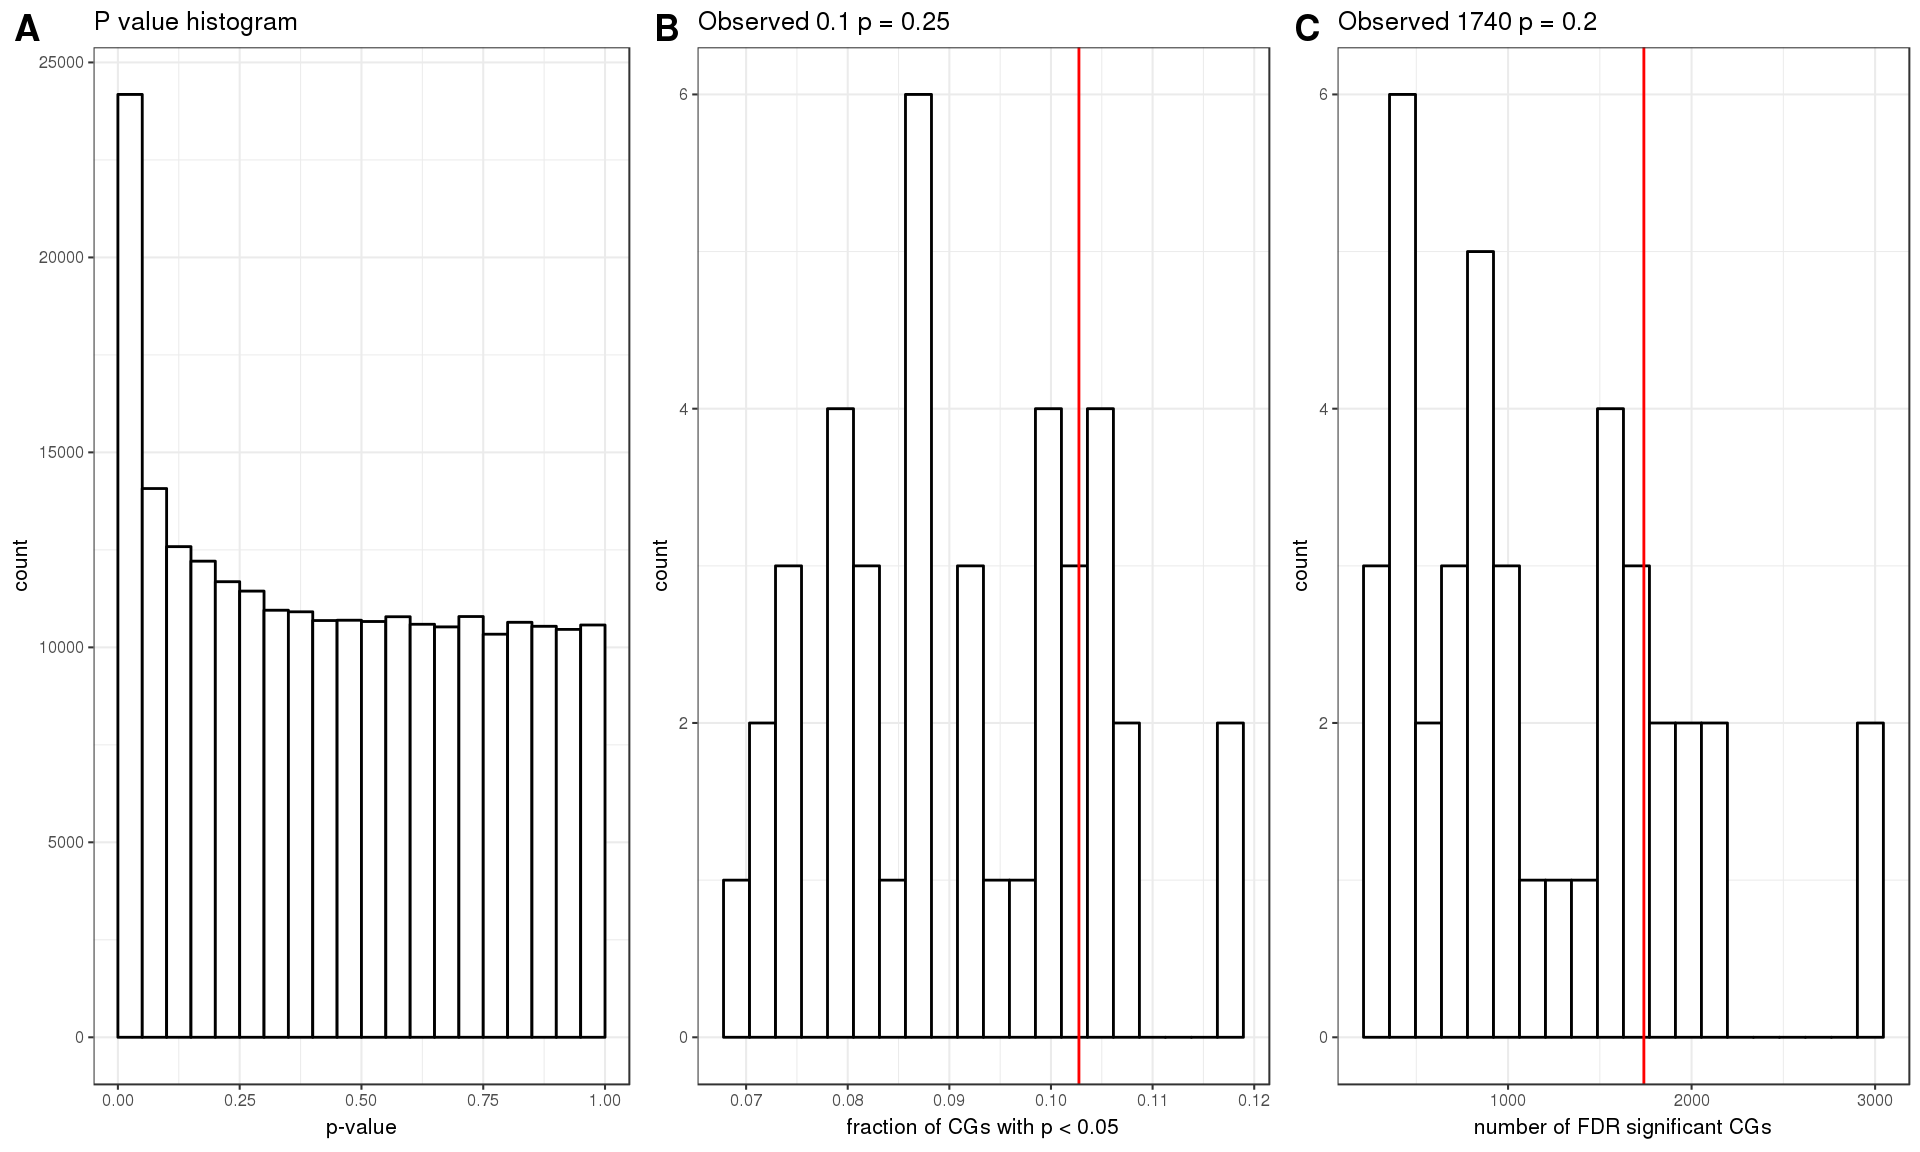 A P value histogram
25000
20000
15000
10000
5000
0
count
0.00 0.25 0.50 0.75 1.00
p-value
B Observed 0.1 p = 0.25
6
4
2
0
count
0.07 0.08 0.09 0.10 0.11 0.12
fraction of CGs with p < 0.05
C Observed 1740 p = 0.2
6
4
2
0
count
1000 2000 3000
number of FDR significant CGs